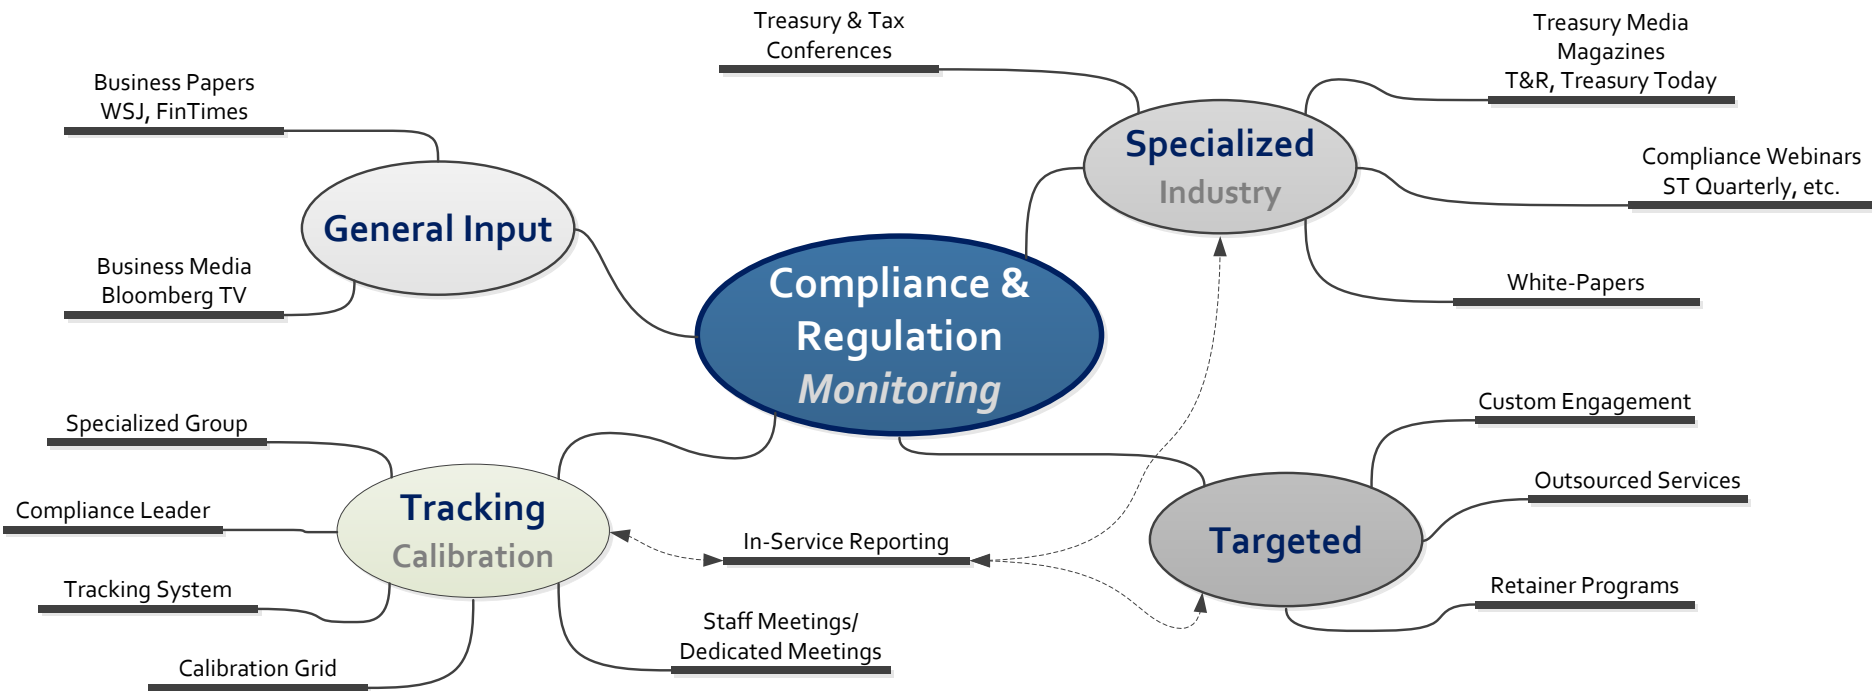 Treasury & Tax
Conferences
Treasury Media
Magazines
T&R, Treasury Today
Business Papers
WSJ, FinTimes
Specialized
Industry
Compliance Webinars
ST Quarterly, etc.
General Input
Business Media
Bloomberg TV
Compliance &
Regulation
Monitoring
White-Papers
Specialized Group
Custom Engagement
Compliance Leader
Tracking
Calibration
In-Service Reporting
Targeted
Outsourced Services
Tracking System
Retainer Programs
Staff Meetings/
Dedicated Meetings
Calibration Grid